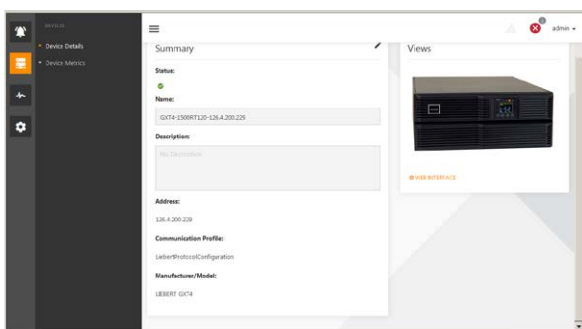 DEVICES
Device Details
Device Metrics
admin
Summary
Status:
Name:
GXT4-1500RT120-126.4.200.229
Description:
No Description
Address:
126.4.200.229
Communication Profile:
LiebertProtocolConfiguration
Manufacturer/Model:
LIEBERT GXT4
Views
WEB INTERFACE